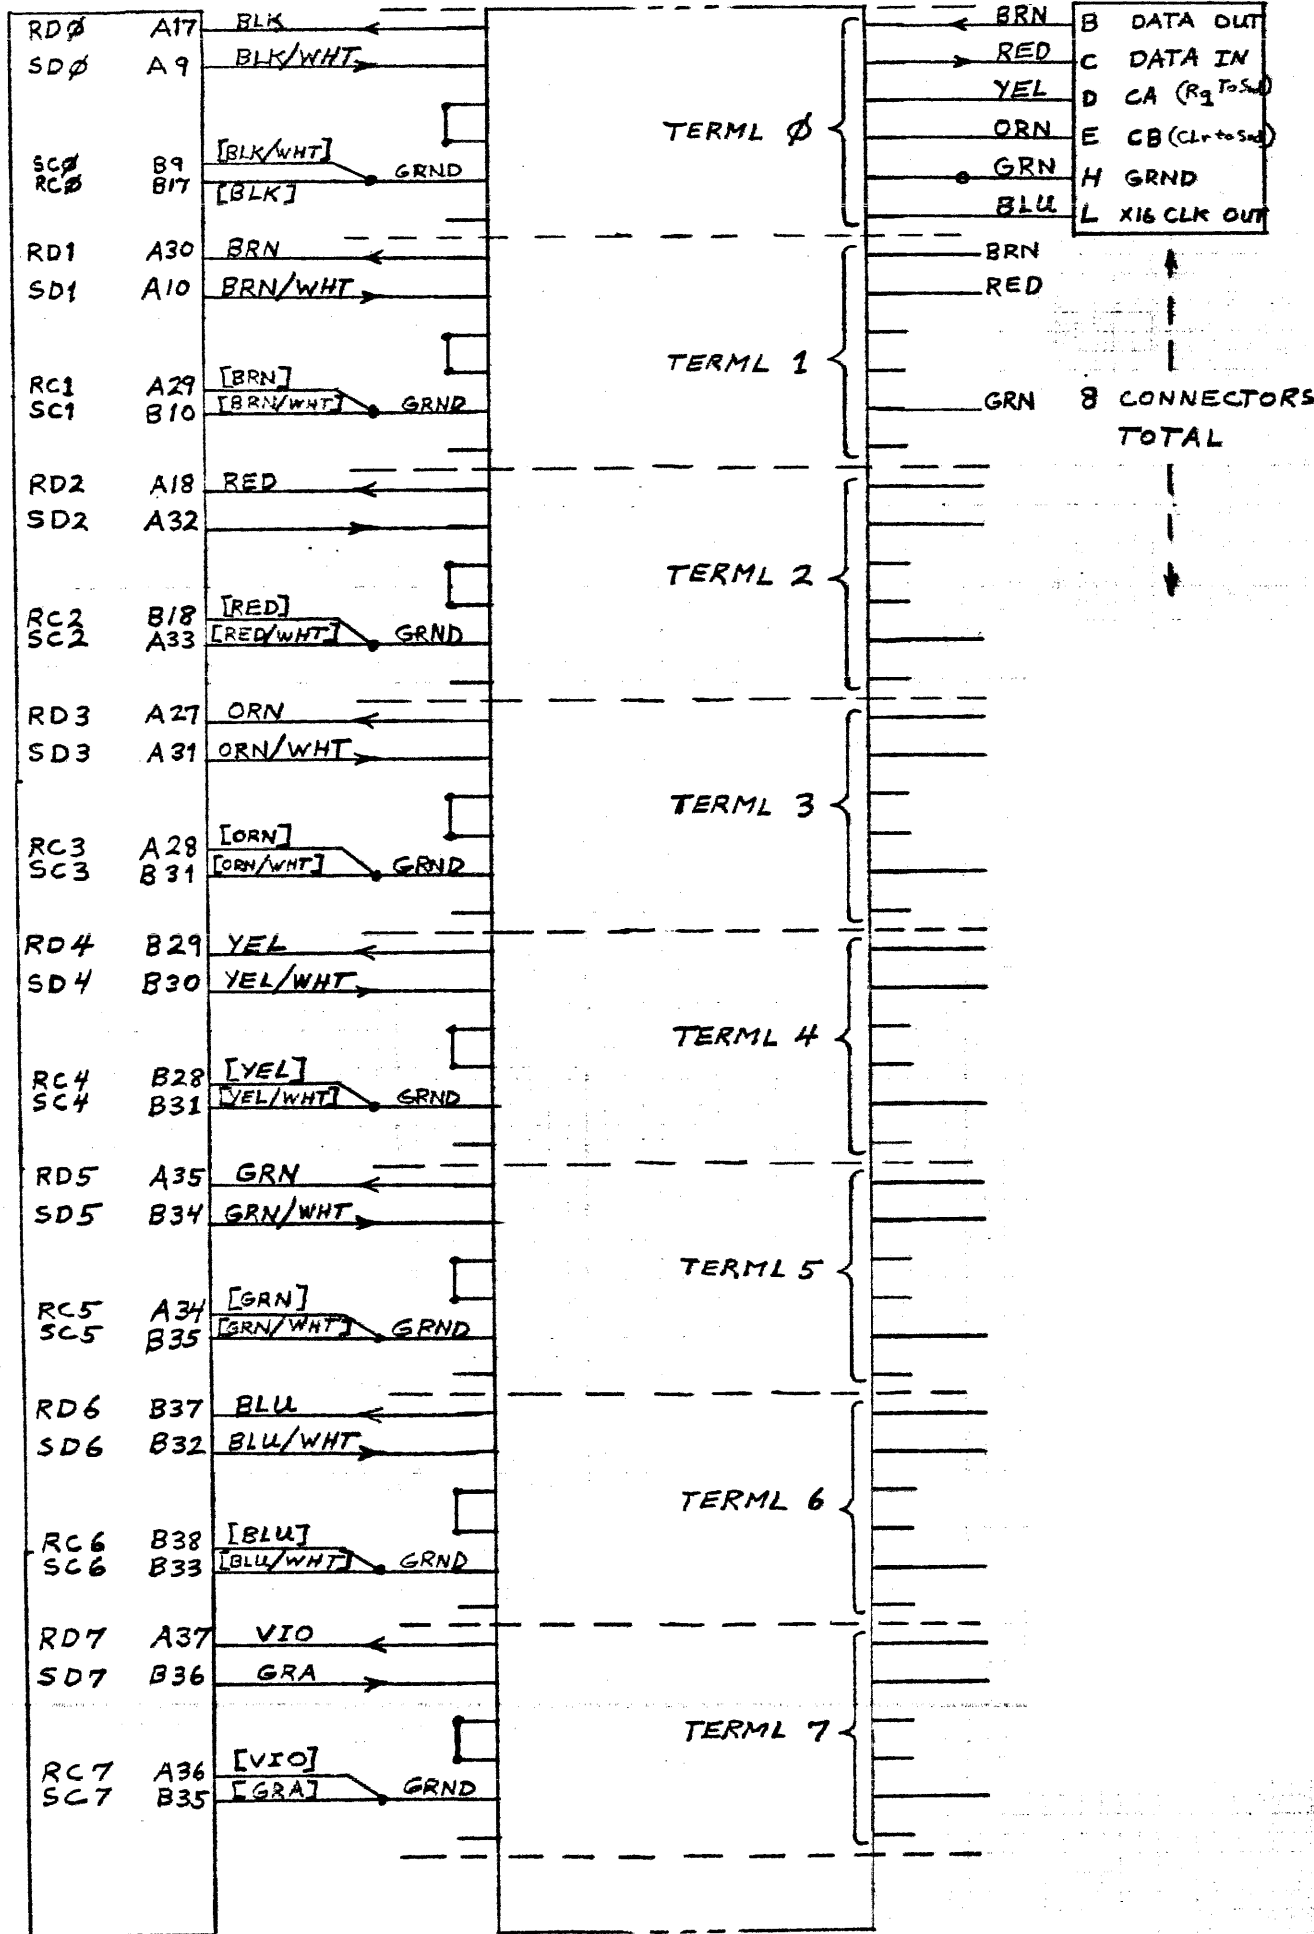 RDØ A17 BLK
SDØ A9 BLK/WHT
SCØ B9 [BLK/WHT]
RCØ B17 [BLK] GRND
TERML Ø
BRN B DATA OUT
RED C DATA IN
YEL D CA (Rq To Snd)
ORN E CB (Clr to Snd)
GRN H GRND
BLU L X16 CLK OUT
RD1 A30 BRN
SD1 A10 BRN/WHT
RC1 A29 [BRN]
SC1 B10 [BRN/WHT] GRND
TERML 1
BRN
RED
GRN
8 CONNECTORS
TOTAL
RD2 A18 RED
SD2 A32
RC2 B18 [RED]
SC2 A33 [RED/WHT] GRND
TERML 2
RD3 A27 ORN
SD3 A31 ORN/WHT
RC3 A28 [ORN]
SC3 B31 [ORN/WHT] GRND
TERML 3
RD4 B29 YEL
SD4 B30 YEL/WHT
RC4 B28 [YEL]
SC4 B31 [YEL/WHT] GRND
TERML 4
RD5 A35 GRN
SD5 B34 GRN/WHT
RC5 A34 [GRN]
SC5 B35 [GRN/WHT] GRND
TERML 5
RD6 B37 BLU
SD6 B32 BLU/WHT
RC6 B38 [BLU]
SC6 B33 [BLU/WHT] GRND
TERML 6
RD7 A37 VIO
SD7 B36 GRA
RC7 A36 [VIO]
SC7 B35 [GRA] GRND
TERML 7